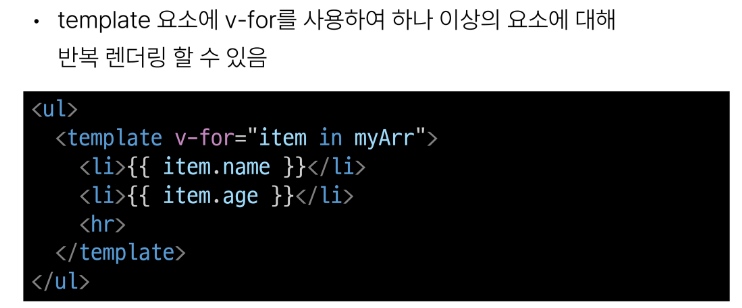 • template 요소에 v-for를 사용하여 하나 이상의 요소에 대해
반복 렌더링 할 수 있음
<ul>
  <template v-for="item in myArr">
    <li>{{ item.name }}</li>
    <li>{{ item.age }}</li>
    <hr>
  </template>
</ul>